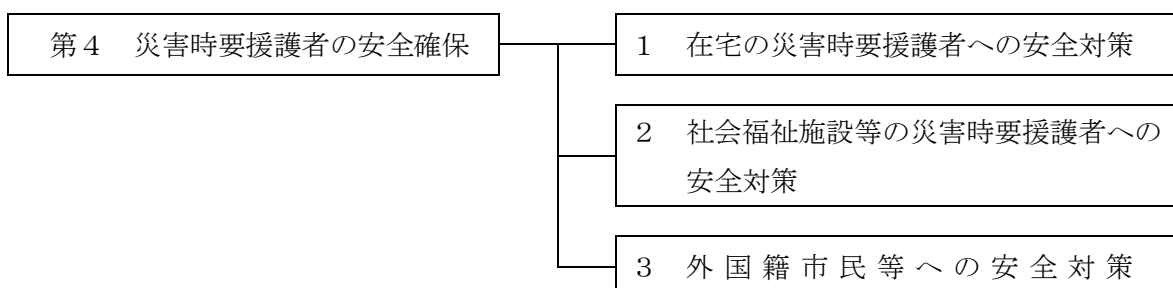 第４　災害時要援護者の安全確保
１　在宅の災害時要援護者への安全対策
２　社会福祉施設等の災害時要援護者への
安全対策
３　外国籍市民等への安全対策